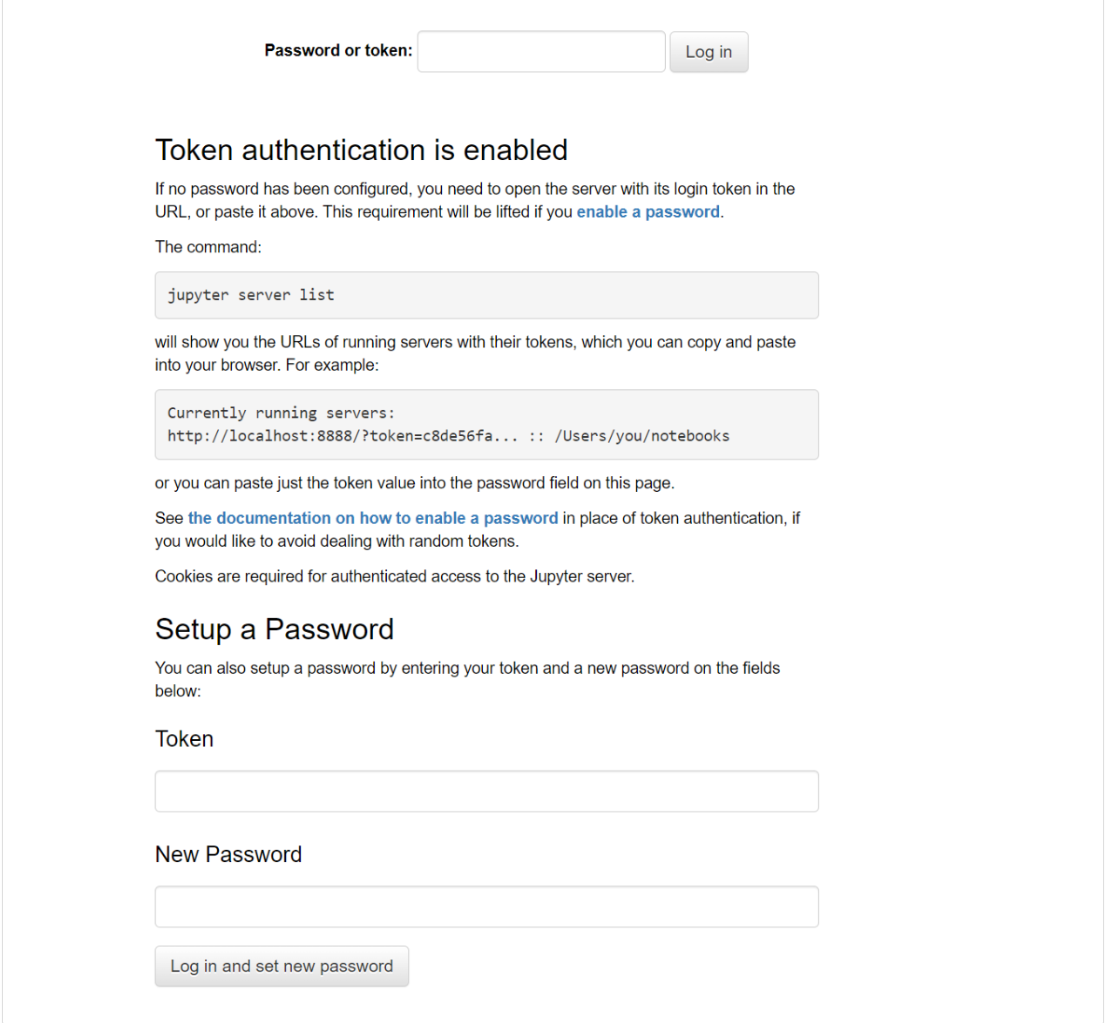 Password or token:
Log in
Token authentication is enabled
If no password has been configured, you need to open the server with its login token in the
URL, or paste it above. This requirement will be lifted if you enable a password.
The command:
jupyter server list
will show you the URLs of running servers with their tokens, which you can copy and paste
into your browser. For example:
Currently running servers:
http://localhost:8888/?token=c8de56fa... :: /Users/you/notebooks
or you can paste just the token value into the password field on this page.
See the documentation on how to enable a password in place of token authentication, if
you would like to avoid dealing with random tokens.
Cookies are required for authenticated access to the Jupyter server.
Setup a Password
You can also setup a password by entering your token and a new password on the fields
below:
Token
New Password
Log in and set new password